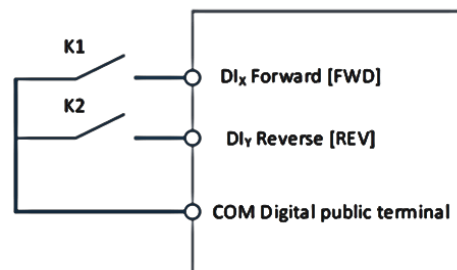 K1
DIX Forward [FWD]
K2
DIY Reverse [REV]
COM Digital public terminal